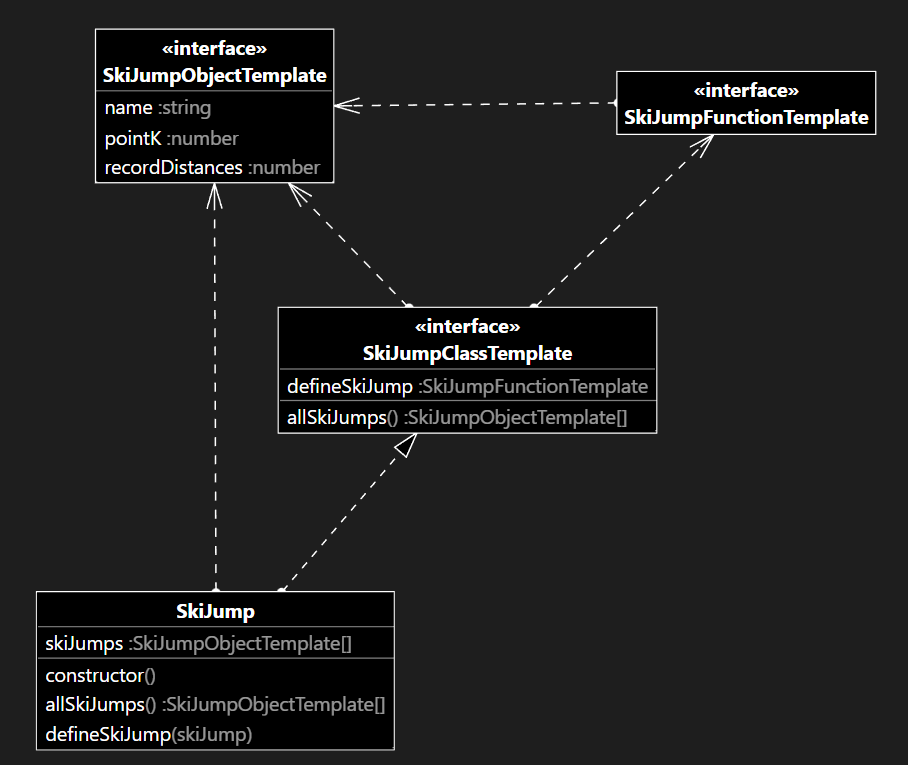 «interface»
SkiJumpObjectTemplate
name :string
pointK :number
recordDistances :number
«interface»
SkiJumpFunctionTemplate
«interface»
SkiJumpClassTemplate
defineSkiJump :SkiJumpFunctionTemplate
allSkiJumps() :SkiJumpObjectTemplate[]
SkiJump
skiJumps :SkiJumpObjectTemplate[]
constructor()
allSkiJumps() :SkiJumpObjectTemplate[]
defineSkiJump(skiJump)